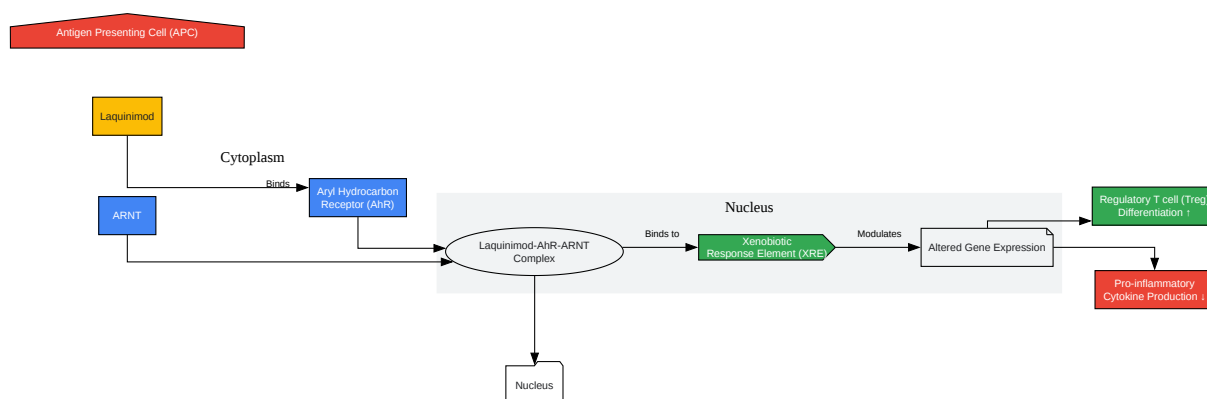 Antigen Presenting Cell (APC)
Laquinimod
Cytoplasm
Binds
Aryl Hydrocarbon
Receptor (AhR)
ARNT
Nucleus
Laquinimod-AhR-ARNT
Complex
Binds to
Xenobiotic
Response Element (XRE)
Modulates
Altered Gene Expression
Regulatory T cell (Treg)
Differentiation ↑
Pro-inflammatory
Cytokine Production ↓
Nucleus